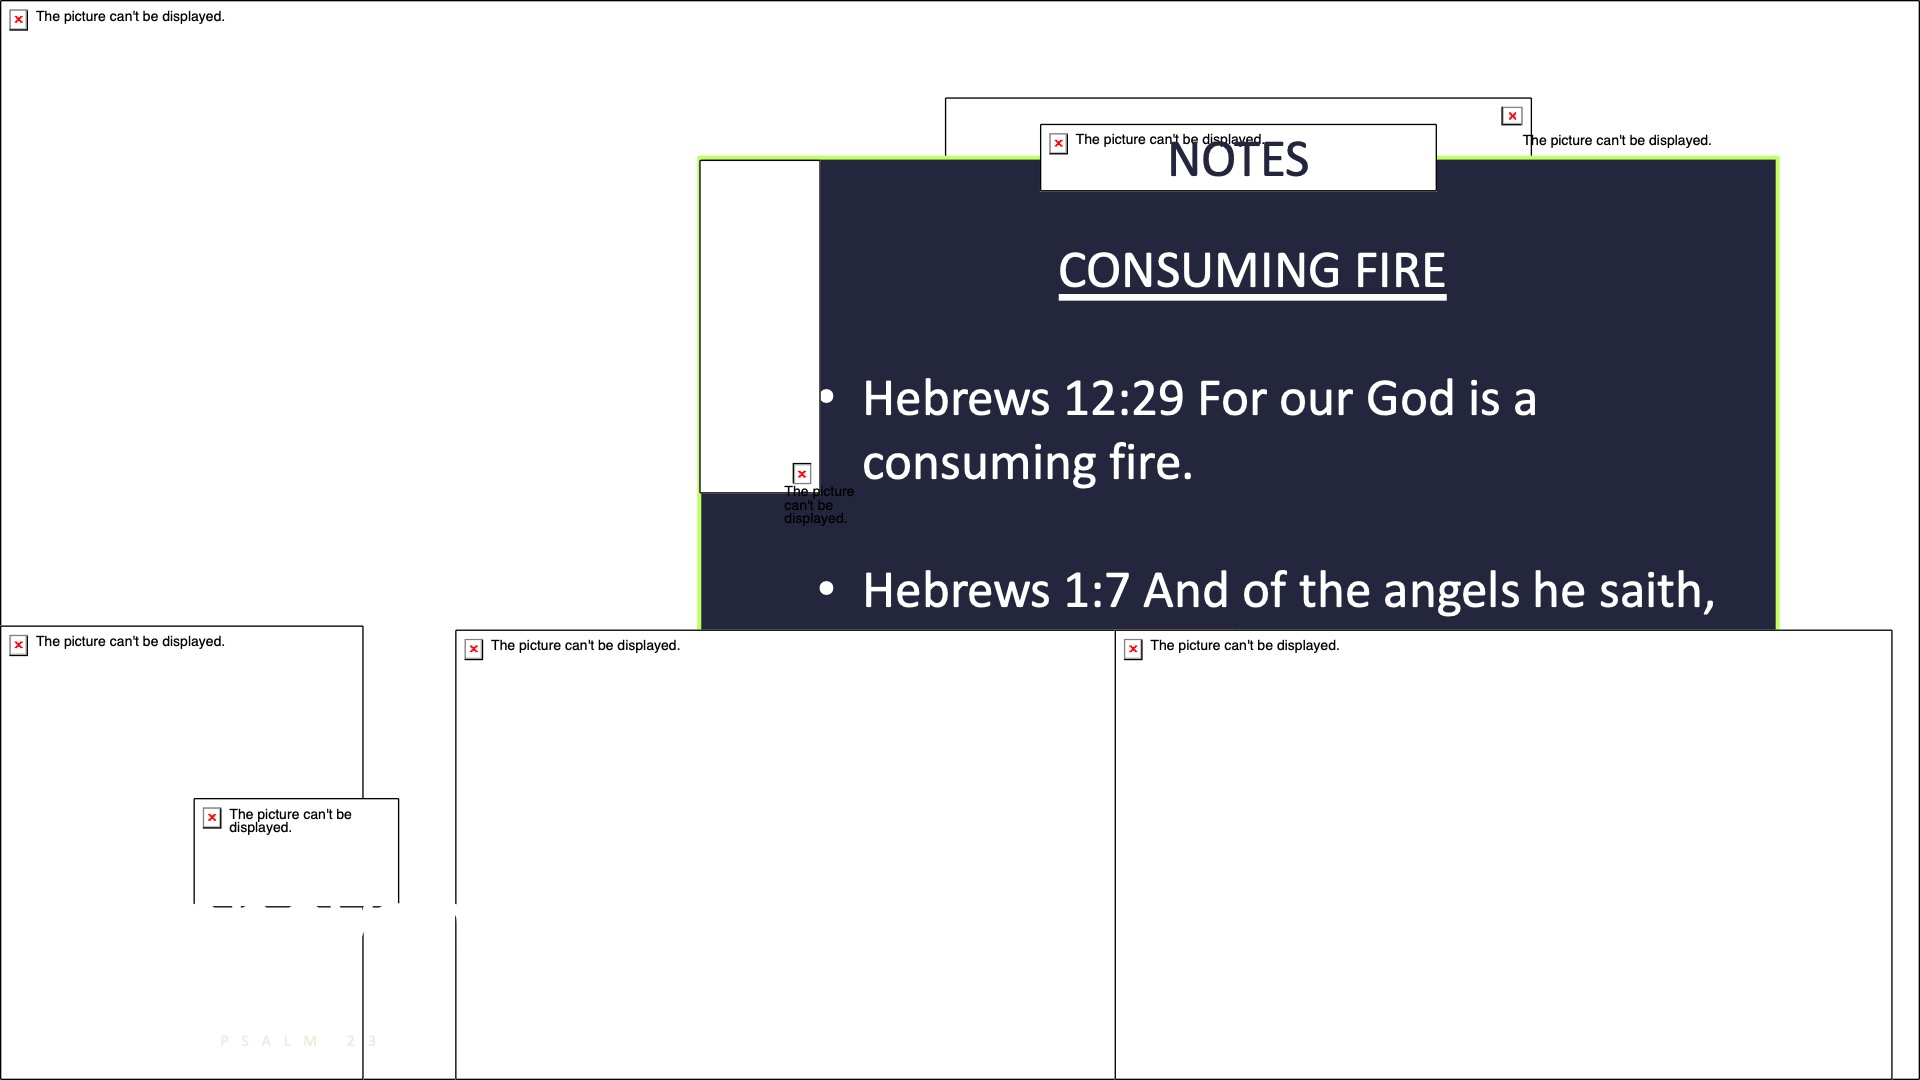 The picture can't be displayed.
The picture can't be displayed.
The picture can't be displayed.
NOTES
CONSUMING FIRE
• Hebrews 12:29 For our God is a
consuming fire.
The picture
can't be
displayed.
• Hebrews 1:7 And of the angels he saith,
The picture can't be displayed.
The picture can't be displayed.
The picture can't be displayed.
The picture can't be
displayed.
PSALM 23